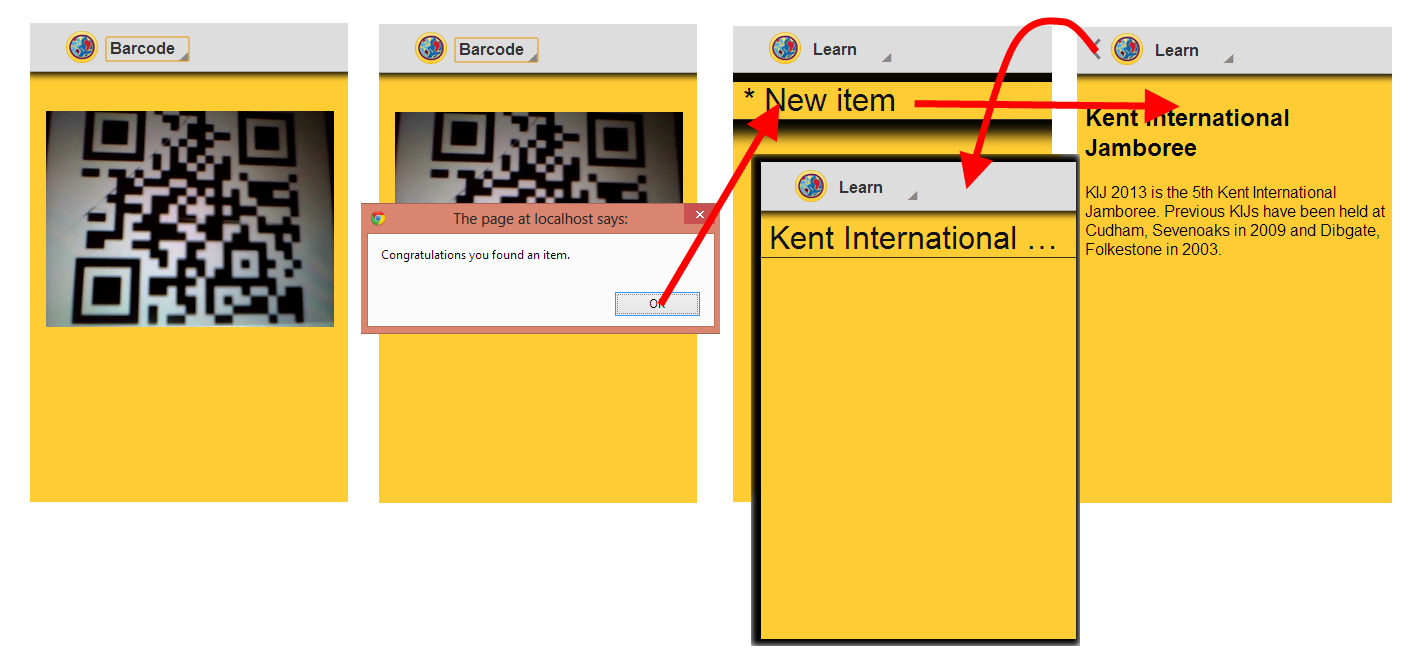 Barcode
Barcode
The page at localhost says:
Congratulations you found an item.
OK
Learn
* New item
Learn
Kent International …
Learn
Kent International
Jamboree
KIJ 2013 is the 5th Kent International
Jamboree. Previous KIJs have been held at
Cudham, Sevenoaks in 2009 and Dibgate,
Folkestone in 2003.